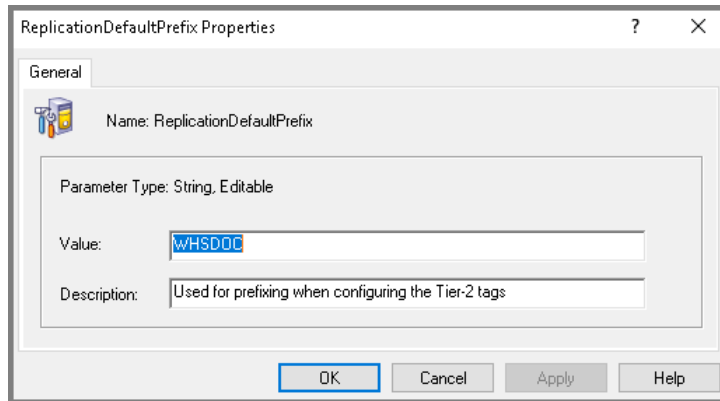 ReplicationDefaultPrefix Properties
General
Name: ReplicationDefaultPrefix
Parameter Type: String, Editable
Value: WHSDOC
Description: Used for prefixing when configuring the Tier-2 tags
OK Cancel Apply Help